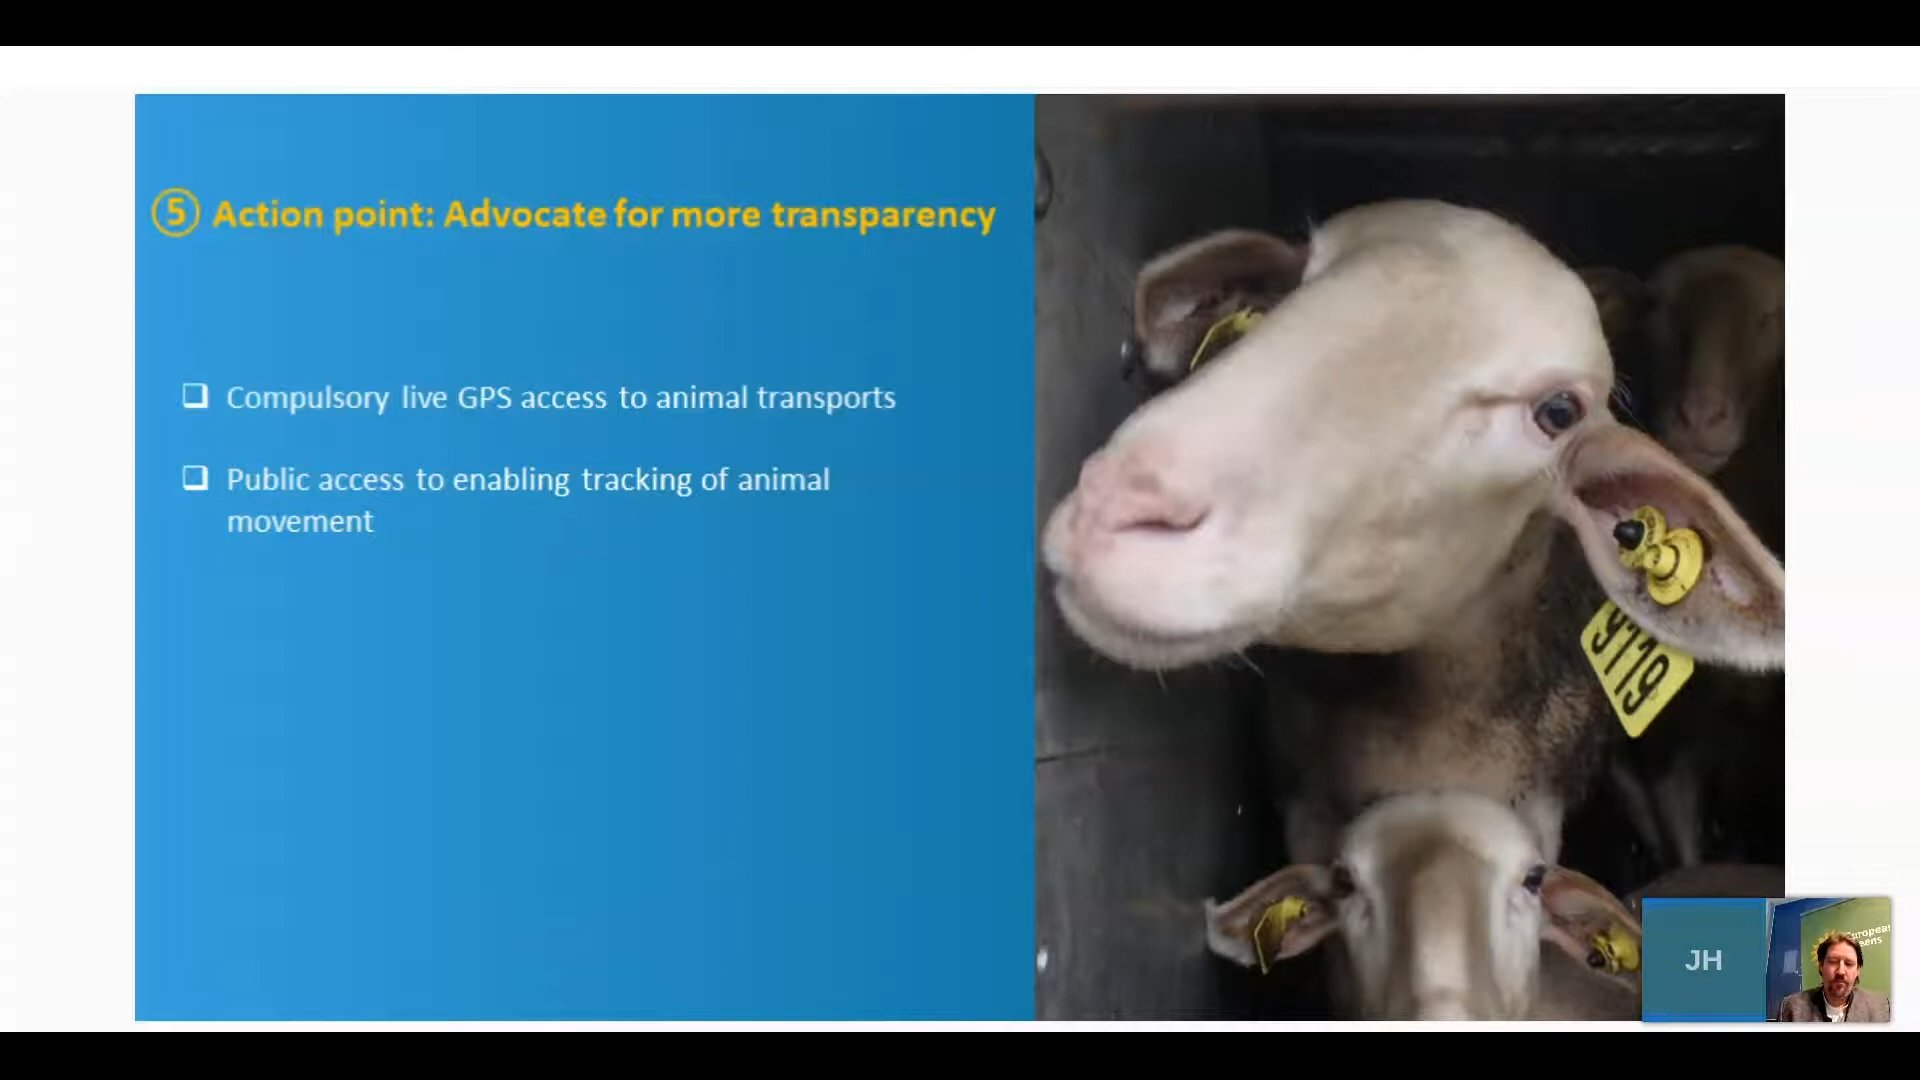 5 Action point: Advocate for more transparency
❑ Compulsory live GPS access to animal transports
❑ Public access to enabling tracking of animal
movement
9119
JH